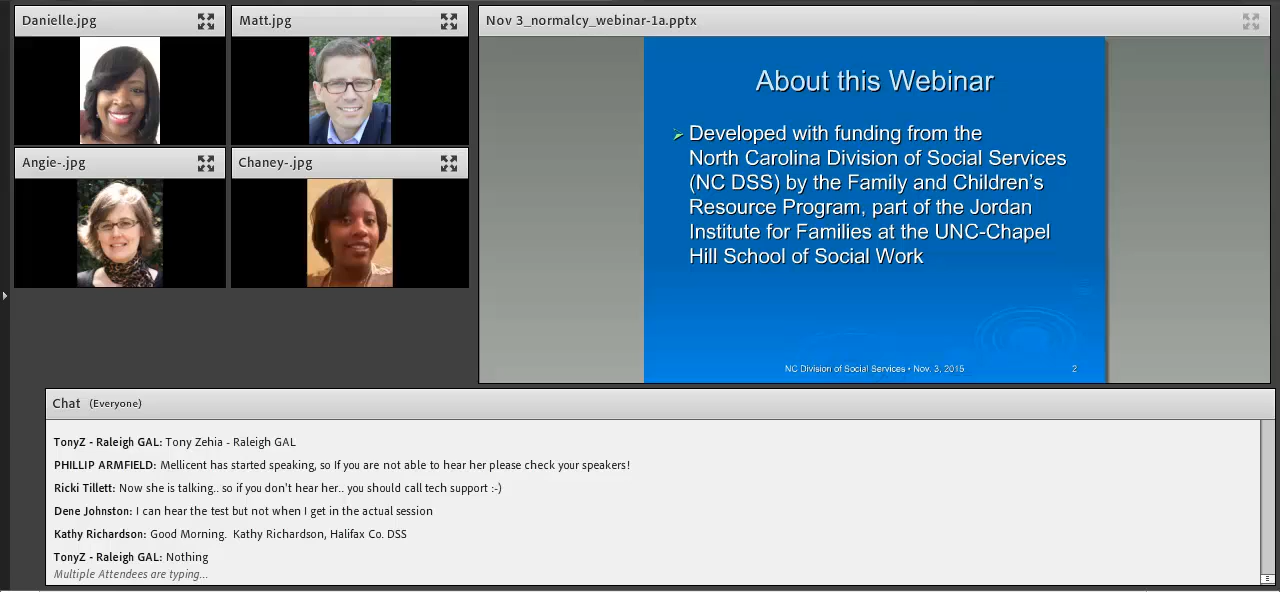 Danielle.jpg
Matt.jpg
Nov 3_normalcy_webinar-1a.pptx
Angie-.jpg
Chaney-.jpg
About this Webinar
Developed with funding from the
North Carolina Division of Social Services
(NC DSS) by the Family and Children's
Resource Program, part of the Jordan
Institute for Families at the UNC-Chapel
Hill School of Social Work
NC Division of Social Services • Nov. 3, 2015
2
Chat (Everyone)
TonyZ - Raleigh GAL: Tony Zehia - Raleigh GAL
PHILLIP ARMFIELD: Mellicent has started speaking, so If you are not able to hear her please check your speakers!
Ricki Tillett: Now she is talking.. so if you don't hear her.. you should call tech support :-)
Dene Johnston: I can hear the test but not when I get in the actual session
Kathy Richardson: Good Morning. Kathy Richardson, Halifax Co. DSS
TonyZ - Raleigh GAL: Nothing
Multiple Attendees are typing...